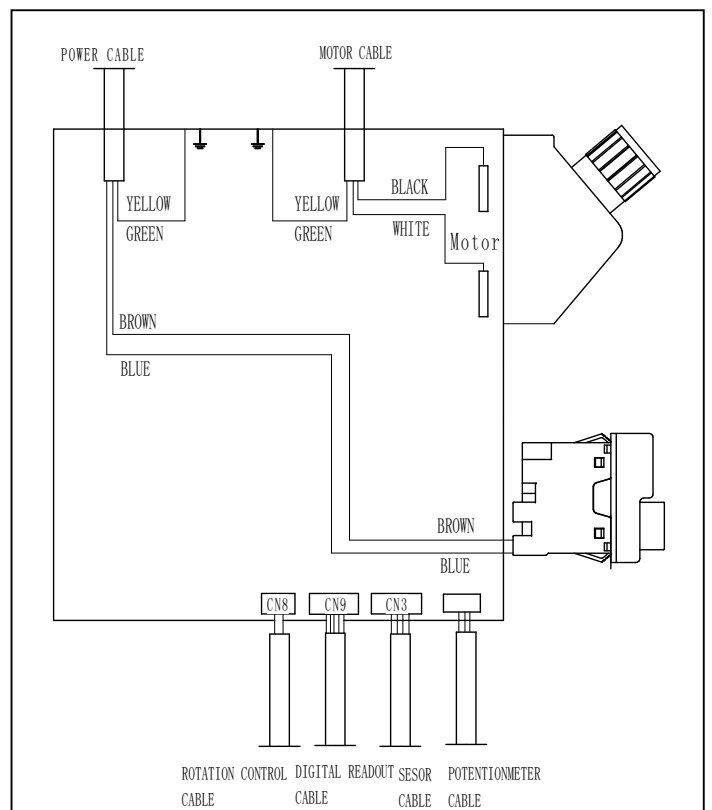 POWER CABLE
MOTOR CABLE
BLACK
YELLOW
GREEN
YELLOW
GREEN
WHITE
Motor
BROWN
BLUE
BROWN
BLUE
CN8
CN9
CN3
ROTATION CONTROL
CABLE
DIGITAL READOUT
CABLE
SESOR
CABLE
POTENTIONMETER
CABLE